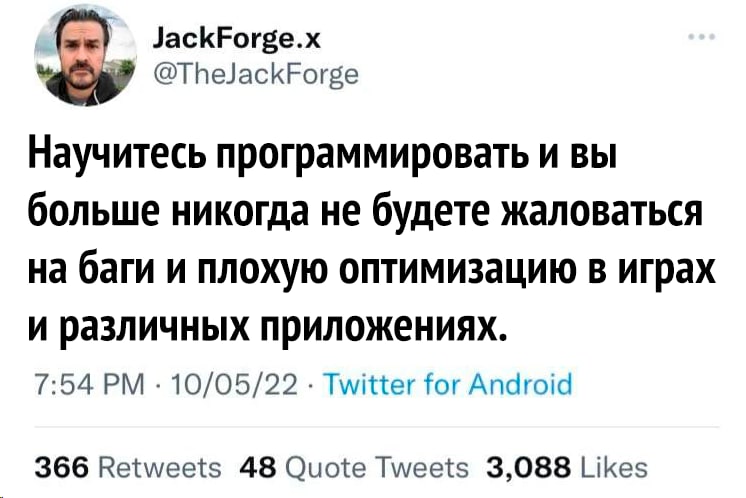 JackForge.x
@TheJackForge
Научитесь программировать и вы
больше никогда не будете жаловаться
на баги и плохую оптимизацию в играх
и различных приложениях.
7:54 PM · 10/05/22 · Twitter for Android
366 Retweets 48 Quote Tweets 3,088 Likes